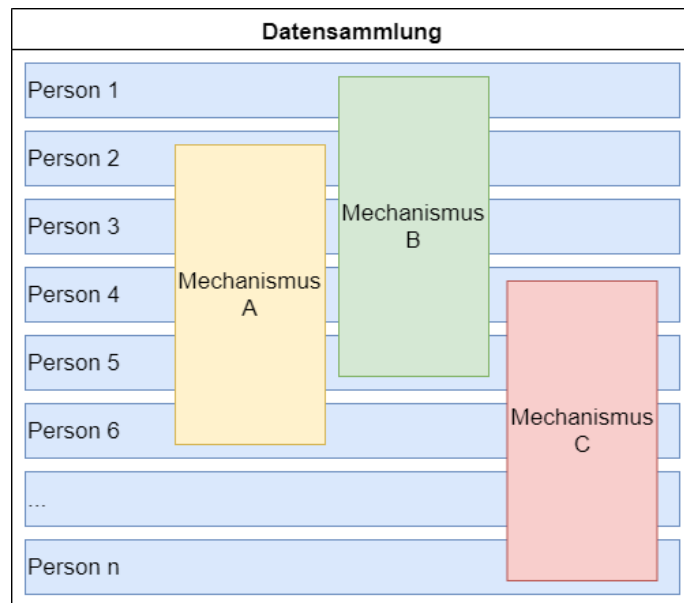 Datensammlung
Person 1
Person 2
Person 3
Person 4
Person 5
Person 6
...
Person n
Mechanismus
A
Mechanismus
B
Mechanismus
C